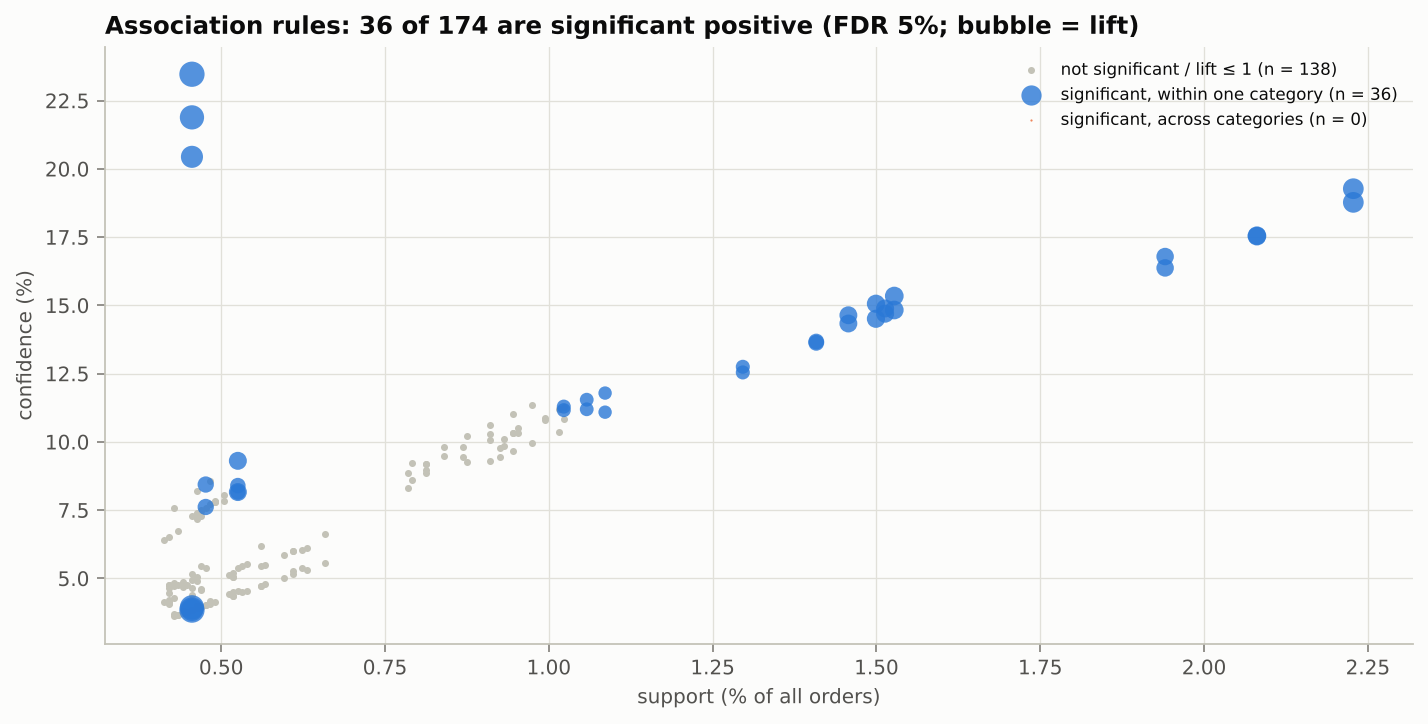 Association rules: 36 of 174 are significant positive (FDR 5%; bubble = lift)
not significant / lift ≤ 1 (n = 138)
significant, within one category (n = 36)
significant, across categories (n = 0)
confidence (%)
22.5
20.0
17.5
15.0
12.5
10.0
7.5
5.0
0.50 0.75 1.00 1.25 1.50 1.75 2.00 2.25
support (% of all orders)